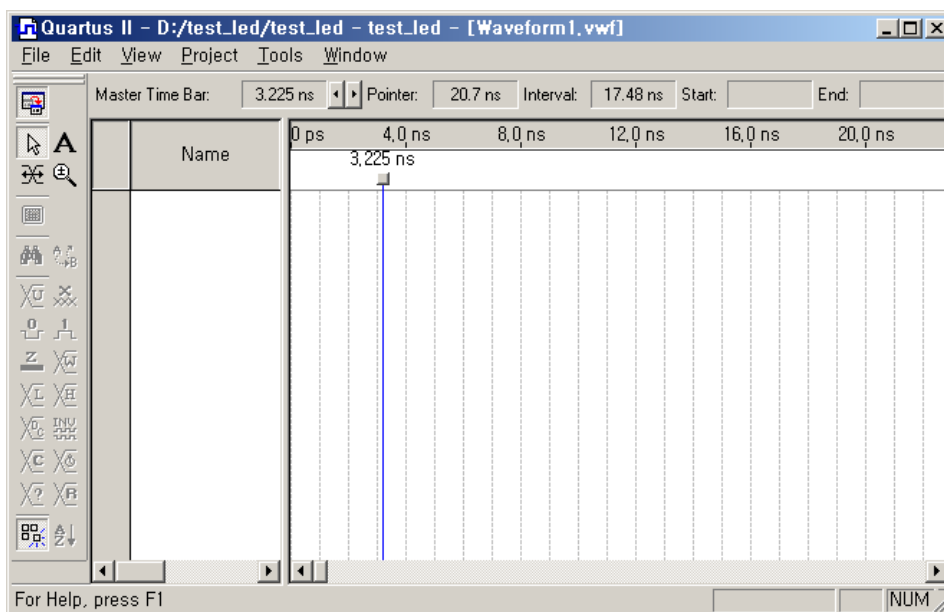 Quartus II - D:/test_led/test_led - test_led - [Waveform1.vwf]
File Edit View Project Tools Window
Master Time Bar: 3.225 ns Pointer: 20.7 ns Interval: 17.48 ns Start: End:
A
Name
0 ps 4.0 ns 8.0 ns 12.0 ns 16.0 ns 20.0 ns
3.225 ns
For Help, press F1
NUM